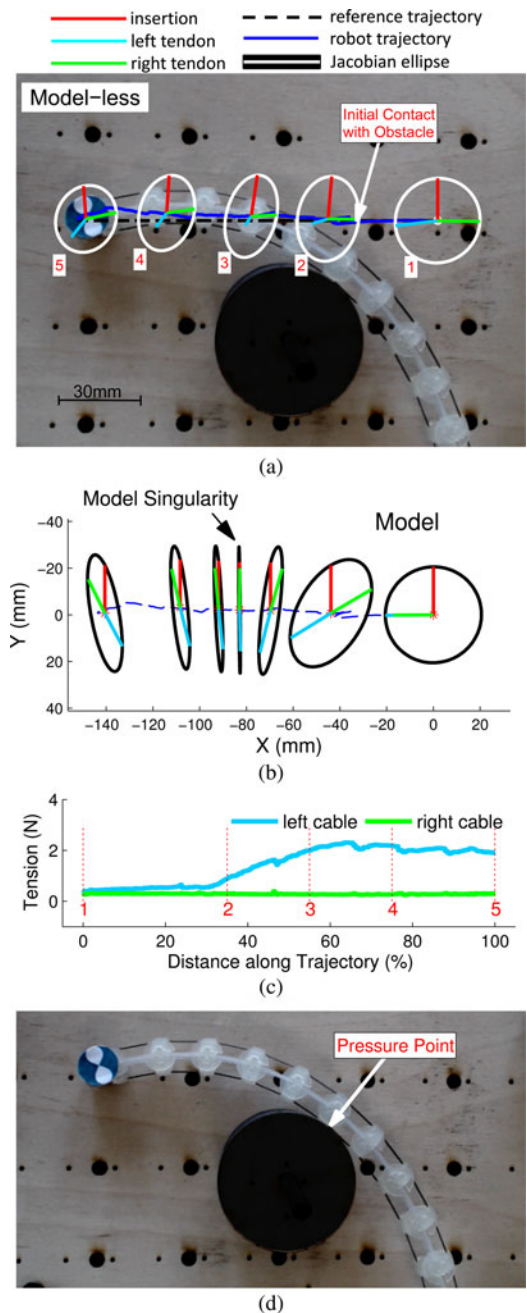 insertion
left tendon
right tendon
reference trajectory
robot trajectory
Jacobian ellipse
Model-less
Initial Contact
with Obstacle
5
4
3
2
1
30mm
(a)
Model Singularity
Model
-40
-20
0
20
40
Y (mm)
-140 -120 -100 -80 -60 -40 -20 0 20
X (mm)
(b)
4
2
0
Tension (N)
left cable right cable
1 2 3 4 5
0 20 40 60 80 100
Distance along Trajectory (%)
(c)
Pressure Point
(d)